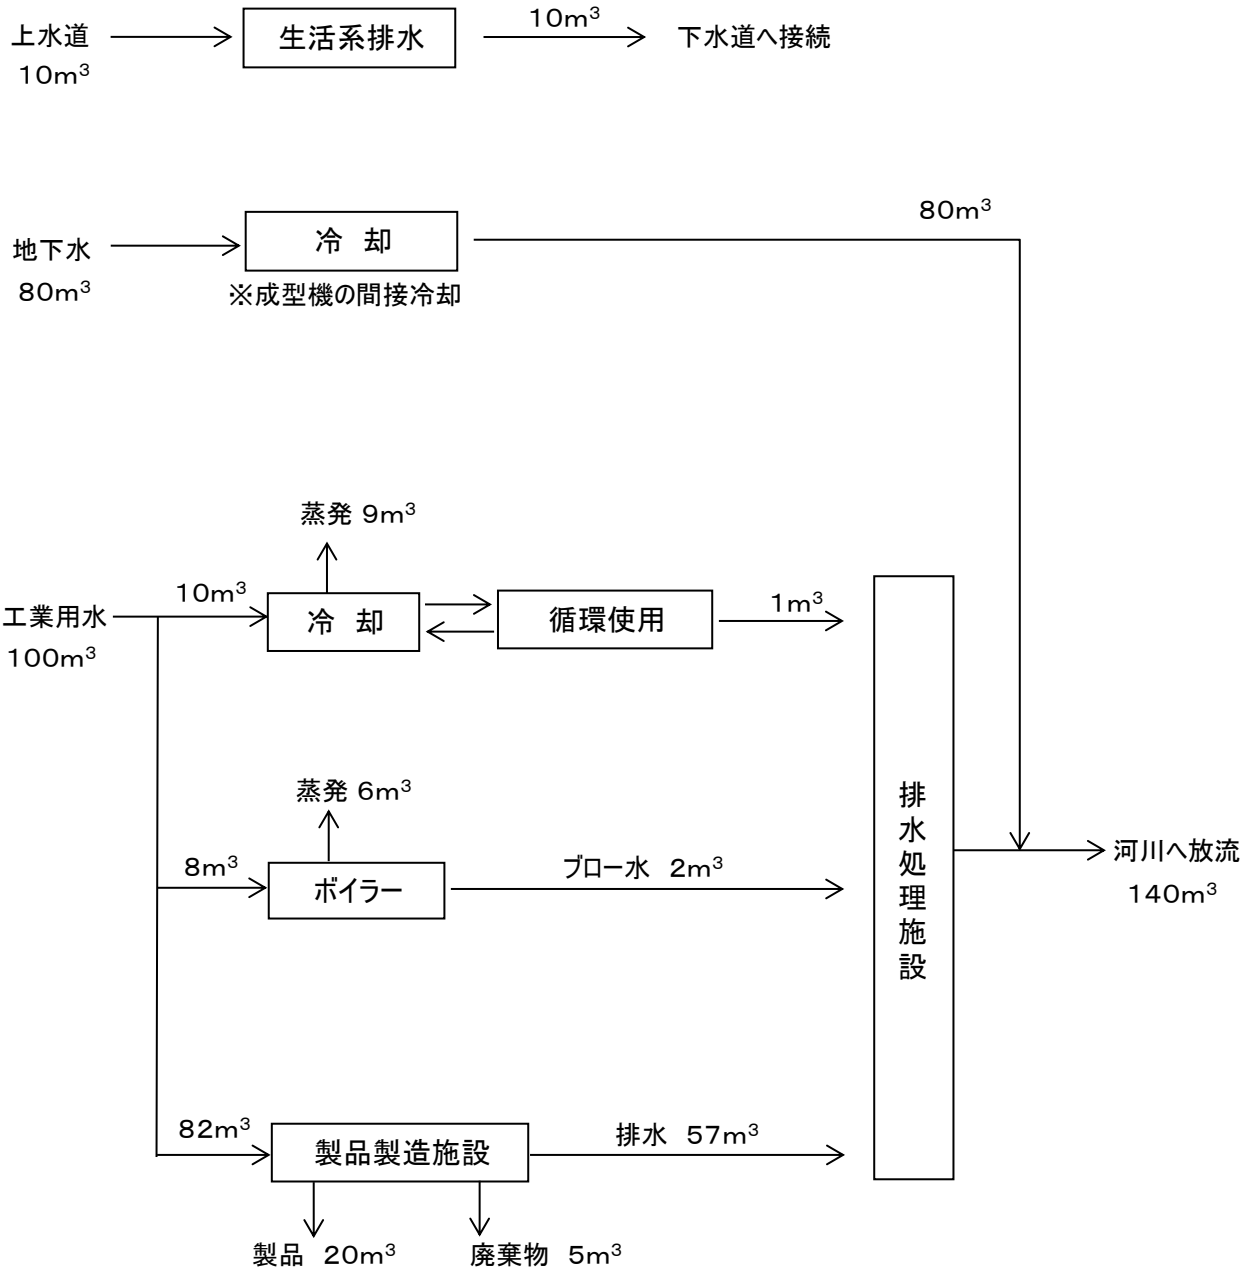 上水道
10m³
生活系排水
10m³
下水道へ接続
地下水
80m³
冷 却
※成型機の間接冷却
80m³
工業用水
100m³
10m³
蒸発 9m³
冷 却
循環使用
1m³
8m³
蒸発 6m³
ボイラー
ブロー水 2m³
82m³
製品製造施設
排水 57m³
製品 20m³
廃棄物 5m³
排水処理施設
河川へ放流
140m³